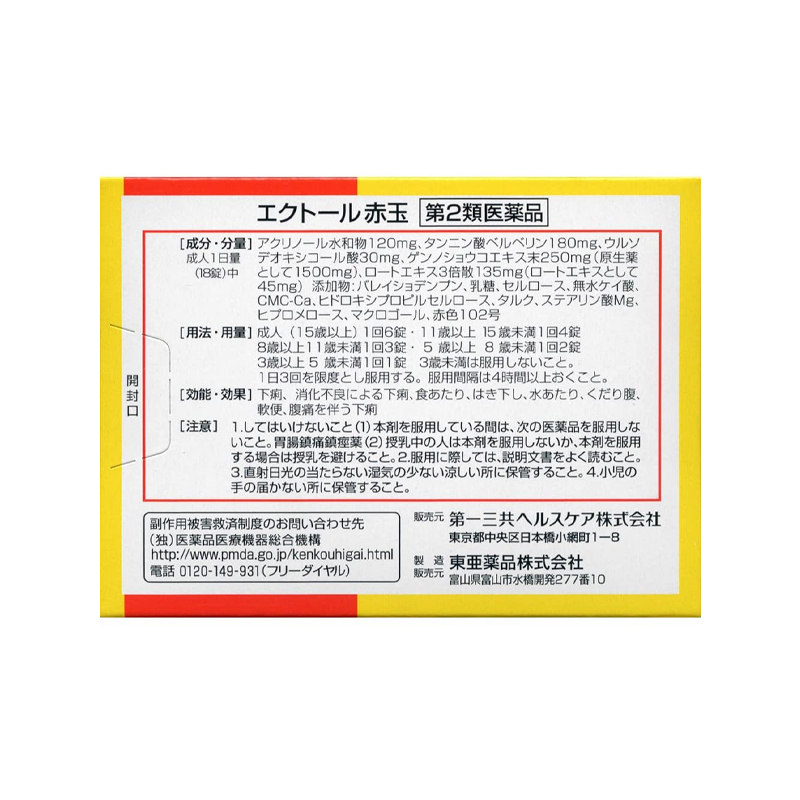 エクトール赤玉 第2類医薬品
[成分・分量] アクリノール水和物120mg、タンニン酸ベルベリン180mg、ウルソ
成人1日量 デオキシコール酸30mg、ゲンノショウコエキス末250mg（原生薬
（18錠）中 として1500mg）、ロートエキス3倍散135mg（ロートエキスとして
45mg） 添加物：バレイショデンプン、乳糖、セルロース、無水ケイ酸、
CMC-Ca、ヒドロキシプロピルセルロース、タルク、ステアリン酸Mg、
ヒプロメロース、マクロゴール、赤色102号
[用法・用量] 成人（15歳以上）1回6錠・11歳以上 15歳未満1回4錠
8歳以上11歳未満1回3錠・5歳以上 8歳未満1回2錠
3歳以上5歳未満1回1錠 3歳未満は服用しないこと。
1日3回を限度とし服用する。服用間隔は4時間以上おくこと。
[効能・効果] 下痢、消化不良による下痢、食あたり、はき下し、水あたり、くだり腹、
軟便、腹痛を伴う下痢
[注意] 1.してはいけないこと（1）本剤を服用している間は、次の医薬品を服用しな
いこと。胃腸鎮痛鎮痙薬（2）授乳中の人は本剤を服用しないか、本剤を服用
する場合は授乳を避けること。2.服用に際しては、説明文書をよく読むこと。
3.直射日光の当たらない湿気の少ない涼しい所に保管すること。4.小児の
手の届かない所に保管すること。
開封口
副作用被害救済制度のお問い合わせ先
（独）医薬品医療機器総合機構
http://www.pmda.go.jp/kenkouhigai.html
電話 0120-149-931（フリーダイヤル）
販売元 第一三共ヘルスケア株式会社
東京都中央区日本橋小網町1-8
製造販売元 東亜薬品株式会社
富山県富山市水橋開発277番10